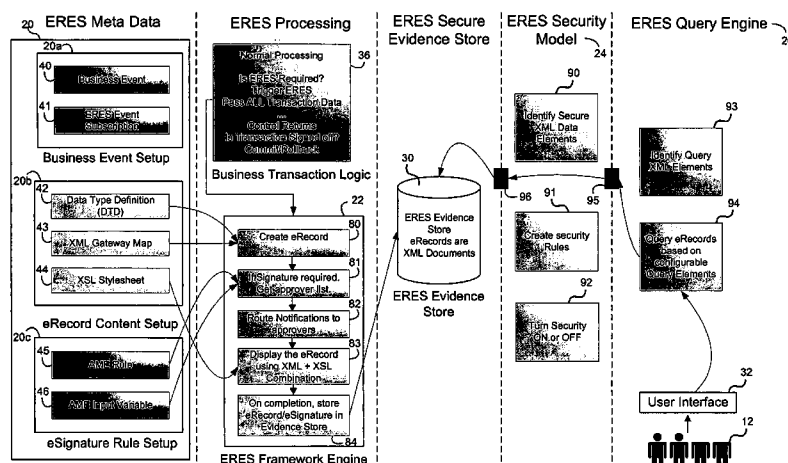 ERES Meta Data
20
20a
40
Business Event
41
ERES Event
Subscription
Business Event Setup
20b
42
Data Type Definition
(DTD)
43
XML Gateway Map
44
XSL Stylesheet
eRecord Content Setup
20c
45
AME Rule
46
AME Input Variable
eSignature Rule Setup
ERES Processing
36
Normal Processing
...
Is ERES Required?
Trigger ERES
Pass ALL Transaction Data
...
Control Returns
Is Transaction Signed off?
Commit/Rollback
Business Transaction Logic
22
80
Create eRecord
81
If Signature required.
Get approver list.
82
Route Notifications to
approvers
83
Display the eRecord
using XML + XSL
Combination
On completion, store
eRecord/eSignature in
Evidence Store
84
ERES Framework Engine
ERES Secure
Evidence Store
30
ERES Evidence
Store
eRecords are
XML Documents
ERES Evidence
Store
ERES Security
Model
24
90
Identify Secure
XML Data
Elements
96
95
91
Create security
Rules
92
Turn Security
ON or OFF
ERES Query Engine
2
93
Identify Query
XML Elements
94
Query eRecords
Based on
configurable
Query Elements
32
User Interface
12